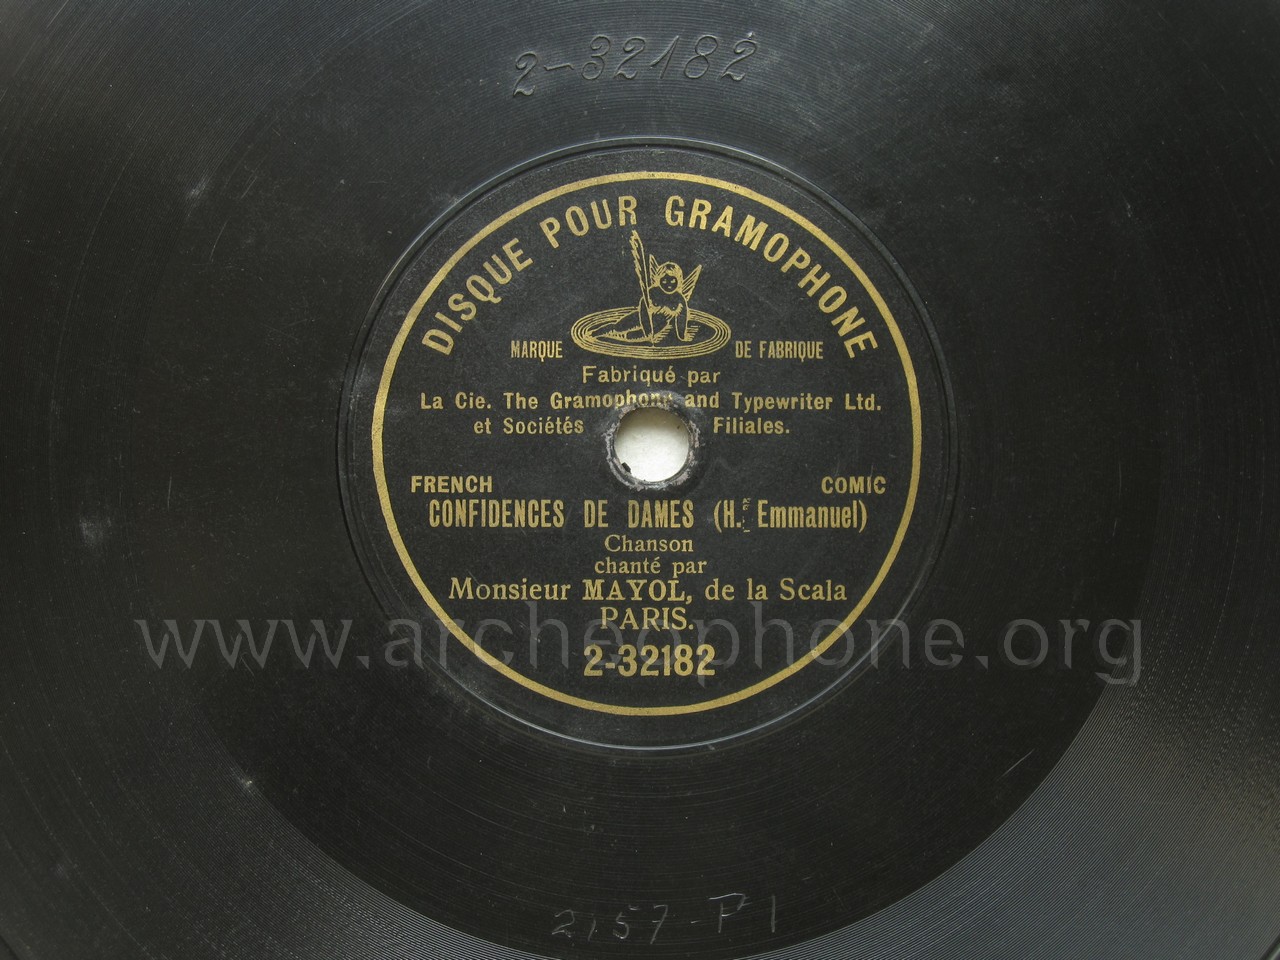 2-32182
DISQUE POUR GRAMOPHONE
MARQUE DE FABRIQUE
Fabriqué par
La Cie. The Gramophone and Typewriter Ltd.
et Sociétés Filiales.
FRENCH COMIC
CONFIDENCES DE DAMES (H. Emmanuel)
Chanson
chanté par
Monsieur MAYOL, de la Scala
PARIS.
www.archeophone.org
2-32182
2157-P1